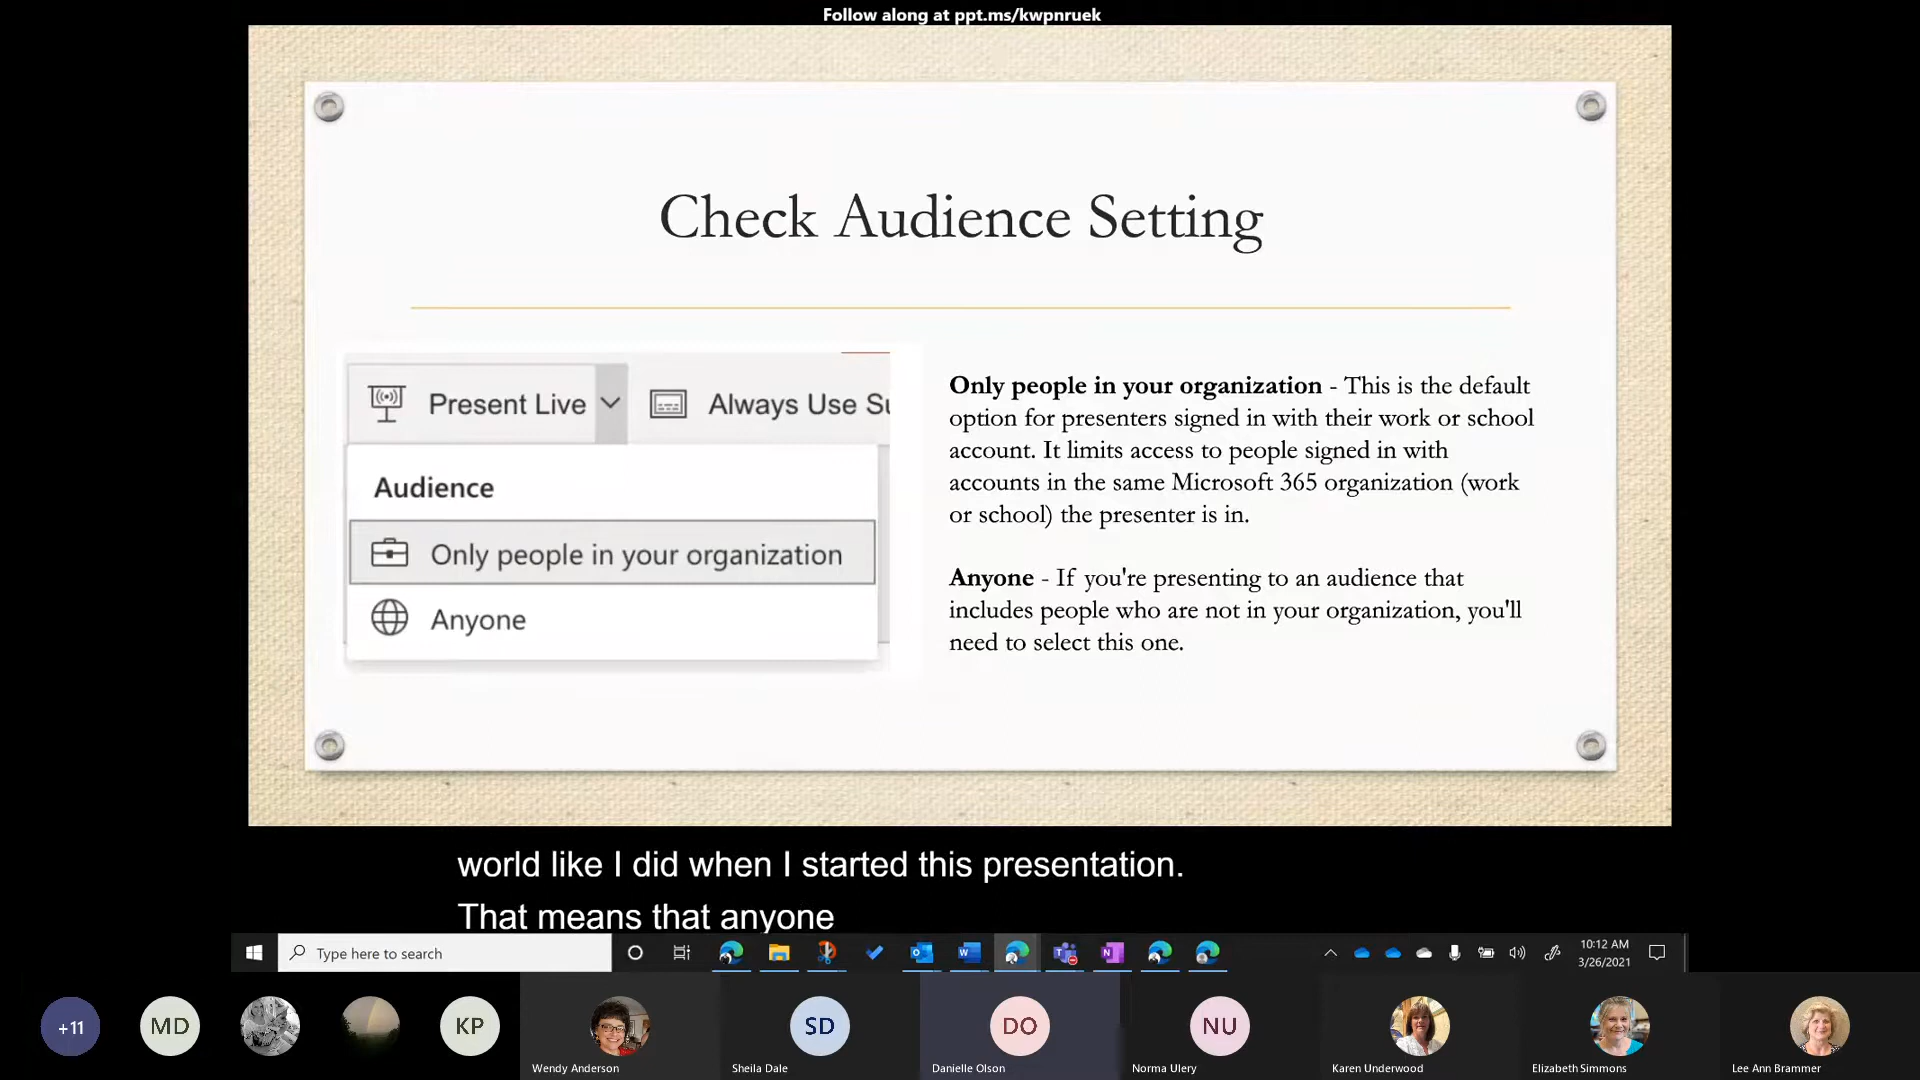 Follow along at ppt.ms/kwpnruek
Check Audience Setting
Present Live
Always Use Su
Audience
Only people in your organization
Anyone
Only people in your organization - This is the default
option for presenters signed in with their work or school
account. It limits access to people signed in with
accounts in the same Microsoft 365 organization (work
or school) the presenter is in.
Anyone - If you're presenting to an audience that
includes people who are not in your organization, you'll
need to select this one.
world like I did when I started this presentation.
That means that anyone
Type here to search
10:12 AM
3/26/2021
+11
MD
KP
SD
DO
NU
Wendy Anderson
Sheila Dale
Danielle Olson
Norma Ulery
Karen Underwood
Elizabeth Simmons
Lee Ann Brammer